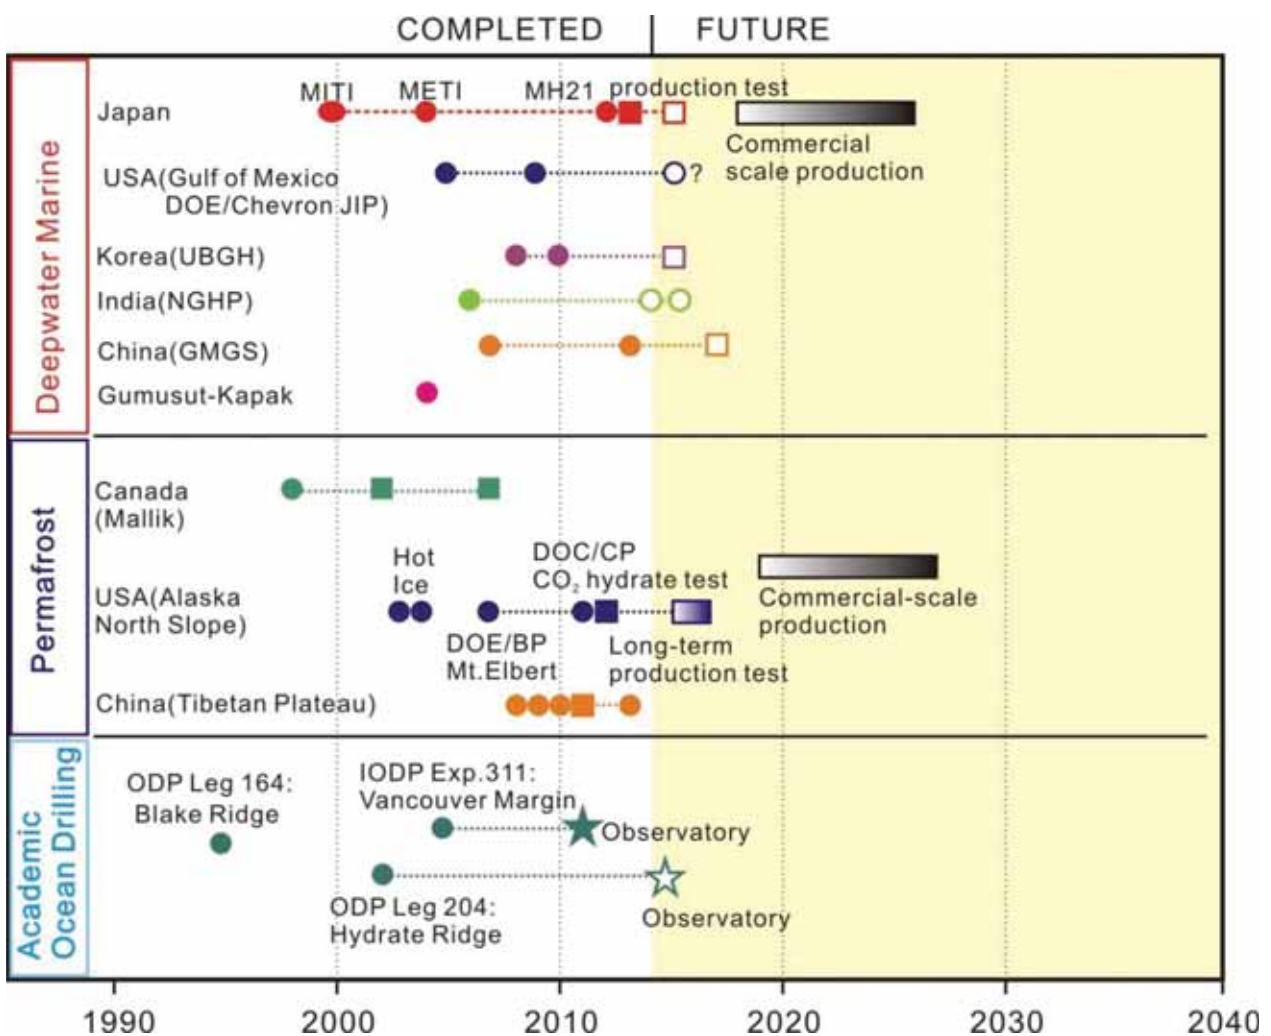 COMPLETED FUTURE
Deepwater Marine
MITI METI MH21 production test
Japan
Commercial
scale production
USA(Gulf of Mexico
DOE/Chevron JIP)
?
Korea(UBGH)
India(NGHP)
China(GMGS)
Gumusut-Kapak
Permafrost
Canada
(Mallik)
Hot
Ice
DOC/CP
CO2 hydrate test
USA(Alaska
North Slope)
Commercial-scale
production
DOE/BP
Mt.Elbert
Long-term
production test
China(Tibetan Plateau)
Academic
Ocean Drilling
ODP Leg 164:
Blake Ridge
IODP Exp.311:
Vancouver Margin
Observatory
ODP Leg 204:
Hydrate Ridge
Observatory
1990 2000 2010 2020 2030 2040